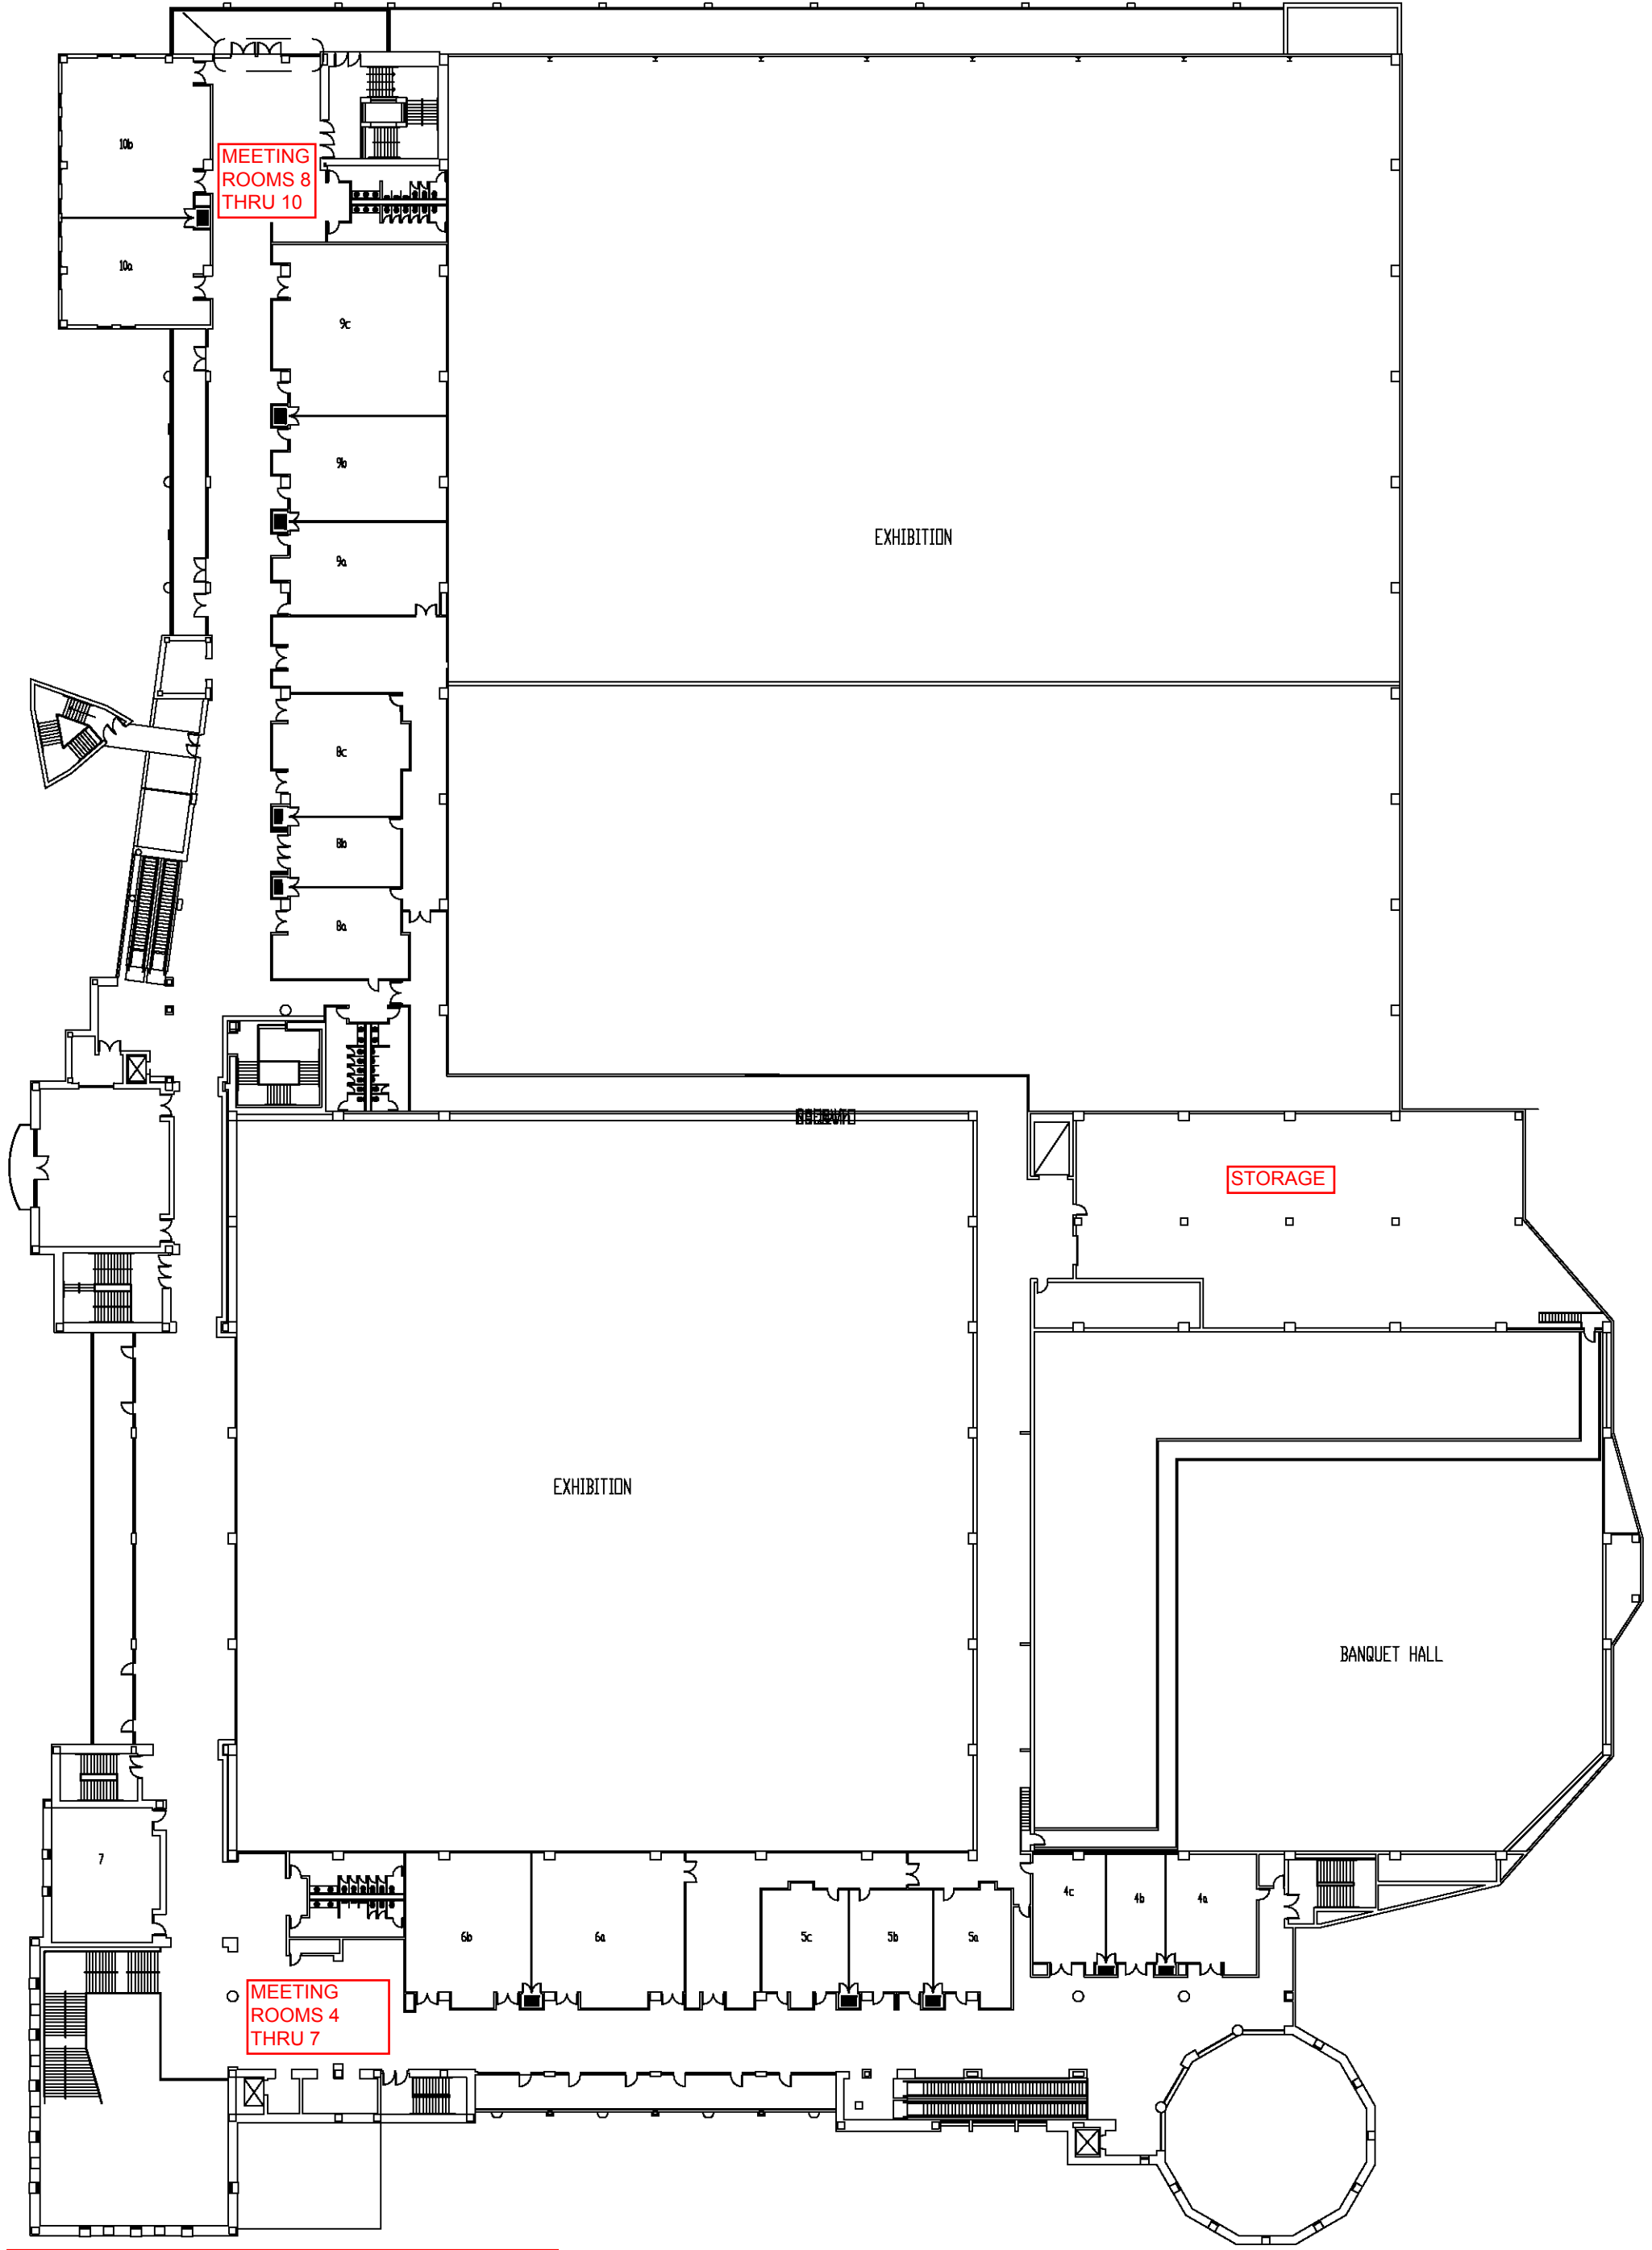 10b
MEETING
ROOMS 8
THRU 10
10a
9c
9b
EXHIBITION
9a
8c
8b
8a
STORAGE
EXHIBITION
BANQUET HALL
7
4c
4b
4a
6b
6a
5c
5b
5a
MEETING
ROOMS 4
THRU 7